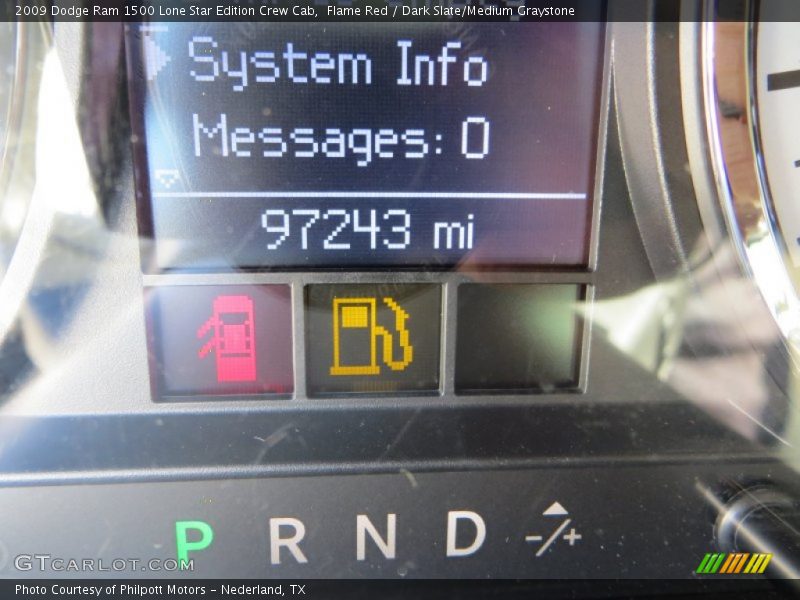 2009 Dodge Ram 1500 Lone Star Edition Crew Cab,  Flame Red / Dark Slate/Medium Graystone
System Info
Messages: 0
97243 mi
P R N D -/+
GTCARLOT.COM
Photo Courtesy of Philpott Motors - Nederland, TX